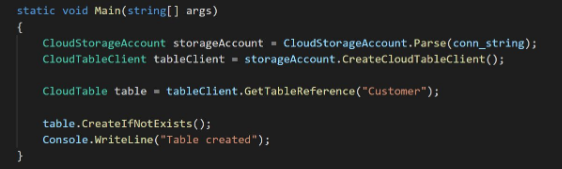 static void Main(string[] args)
{
    CloudStorageAccount storageAccount = CloudStorageAccount.Parse(conn_string);
    CloudTableClient tableClient = storageAccount.CreateCloudTableClient();

    CloudTable table = tableClient.GetTableReference("Customer");

    table.CreateIfNotExists();
    Console.WriteLine("Table created");
}